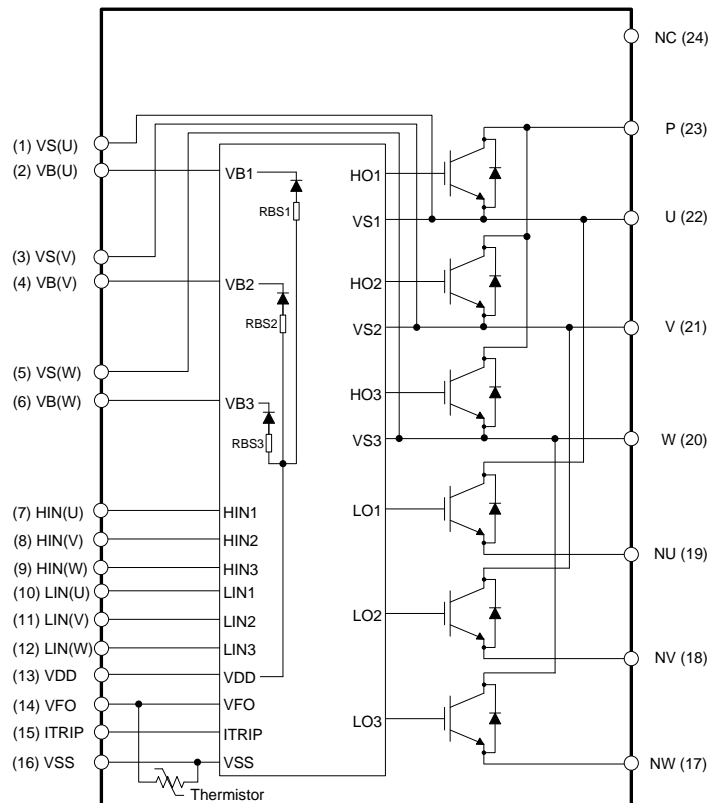 NC (24)
(1) VS(U)
(2) VB(U)
(3) VS(V)
(4) VB(V)
(5) VS(W)
(6) VB(W)
(7) HIN(U)
(8) HIN(V)
(9) HIN(W)
(10) LIN(U)
(11) LIN(V)
(12) LIN(W)
(13) VDD
(14) VFO
(15) ITRIP
(16) VSS
VB1
RBS1
VB2
RBS2
VB3
RBS3
HIN1
HIN2
HIN3
LIN1
LIN2
LIN3
VDD
VFO
ITRIP
VSS
Thermistor
HO1
VS1
HO2
VS2
HO3
VS3
LO1
LO2
LO3
P (23)
U (22)
V (21)
W (20)
NU (19)
NV (18)
NW (17)